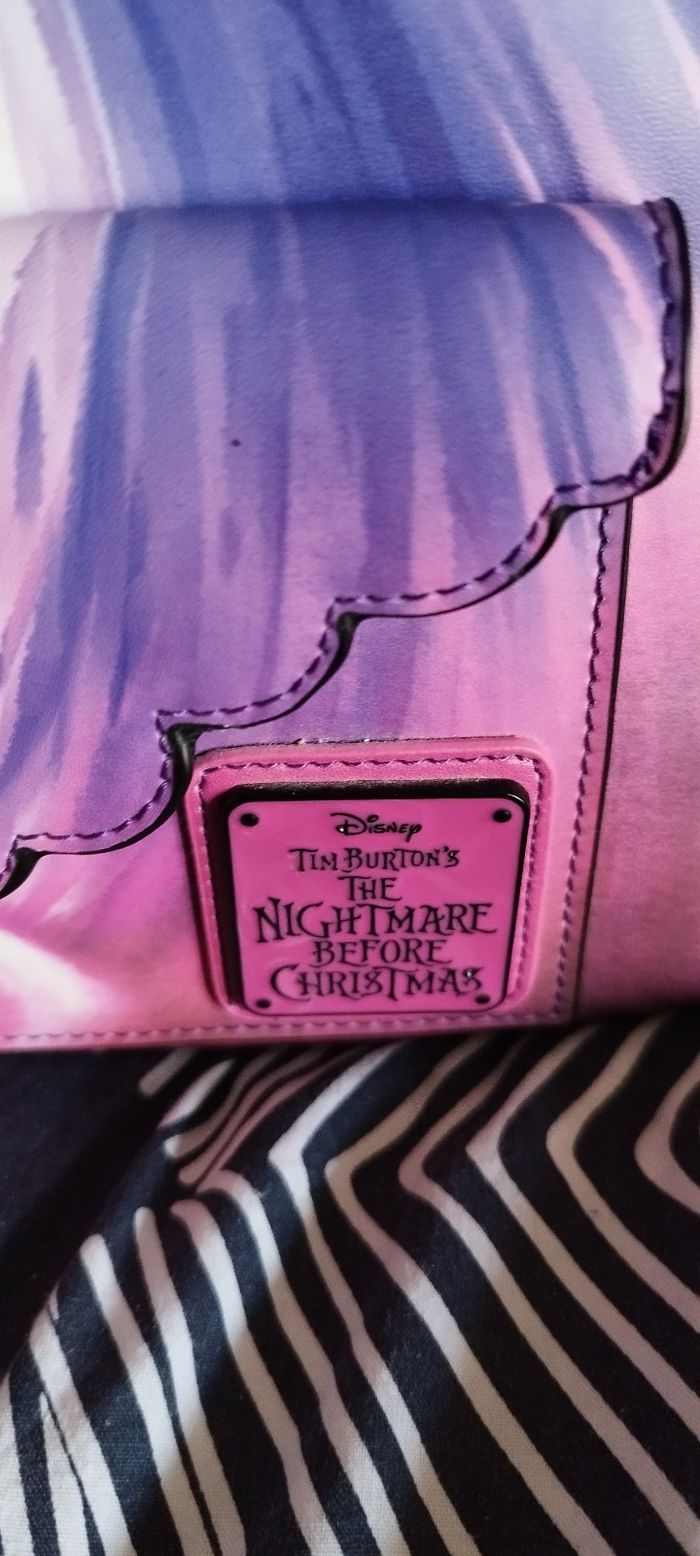 Disney
TIM BURTON'S
THE
NIGHTMARE
BEFORE
CHRISTMAS